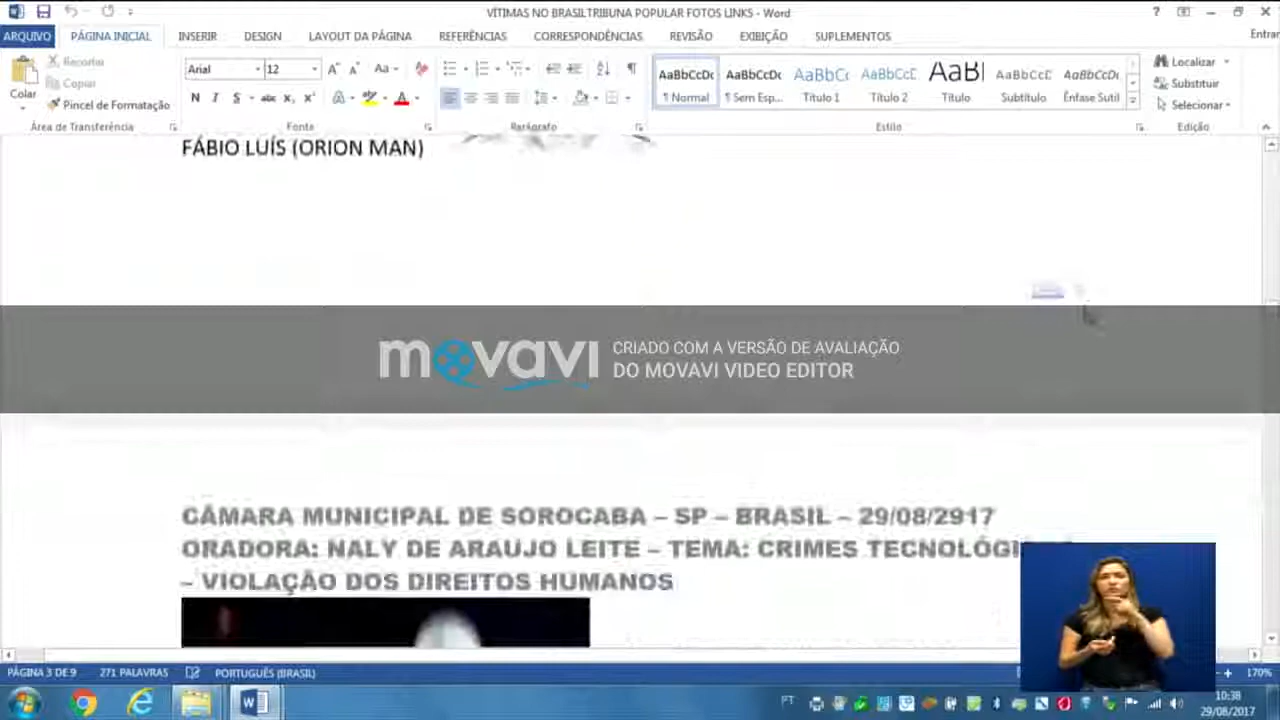 VÍTIMAS NO BRASILTRIBUNA POPULAR FOTOS LINKS - Word
ARQUIVO PÁGINA INICIAL INSERIR DESIGN LAYOUT DA PÁGINA REFERÊNCIAS CORRESPONDÊNCIAS REVISÃO EXIBIÇÃO SUPLEMENTOS Entrar
Colar
Recortar
Copiar
Pincel de Formatação
Área de Transferência
Arial 12
N I S abc x, x²
Fonte
Parágrafo
AaBbCcDc AaBbCcDc AaBbCc AaBbCcD AaBl AaBbCcD AaBbCcDc
¶ Normal ¶ Sem Esp... Título 1 Título 2 Título Subtítulo Ênfase Sutil
Estilo
Localizar
Substituir
Selecionar
Edição
FÁBIO LUÍS (ORION MAN)
movavi
CRIADO COM A VERSÃO DE AVALIAÇÃO
DO MOVAVI VIDEO EDITOR
CÂMARA MUNICIPAL DE SOROCABA – SP – BRASIL – 29/08/2917
ORADORA: NALY DE ARAUJO LEITE – TEMA: CRIMES TECNOLÓGI
– VIOLAÇÃO DOS DIREITOS HUMANOS
PÁGINA 3 DE 9 271 PALAVRAS PORTUGUÊS (BRASIL) 170%
PT
10:38
29/08/2017